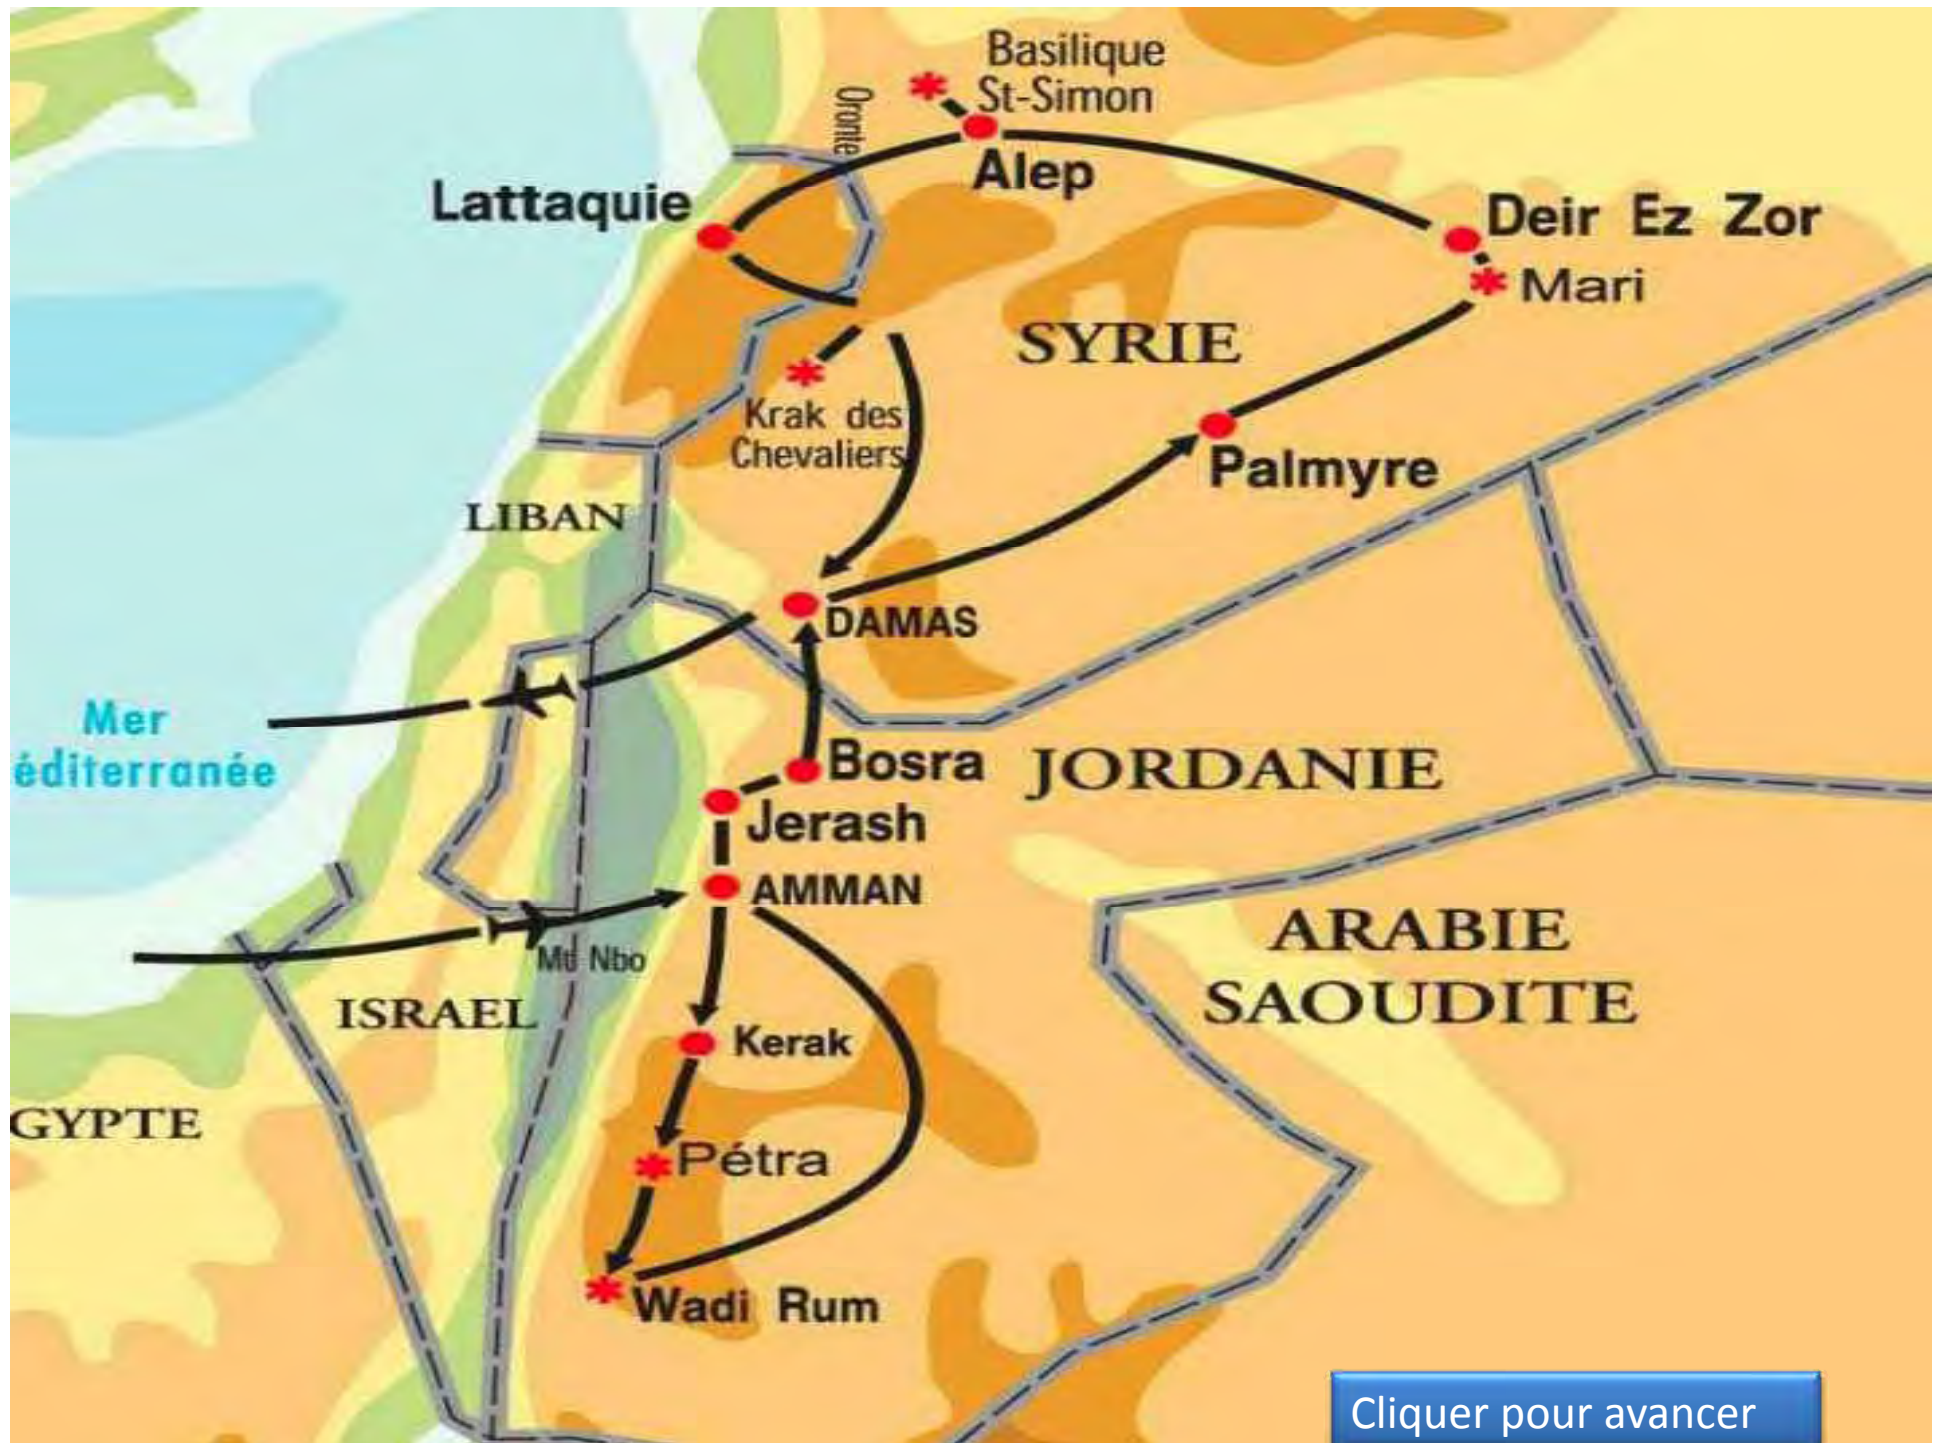 Basilique
St-Simon
Oronte
Alep
Lattaquie
Deir Ez Zor
Mari
SYRIE
Krak des
Chevaliers
Palmyre
LIBAN
DAMAS
Mer
éditerranée
Bosra
JORDANIE
Jerash
AMMAN
ARABIE
SAOUDITE
Mt Nbo
ISRAEL
Kerak
GYPTE
Pétra
Wadi Rum
Cliquer pour avancer